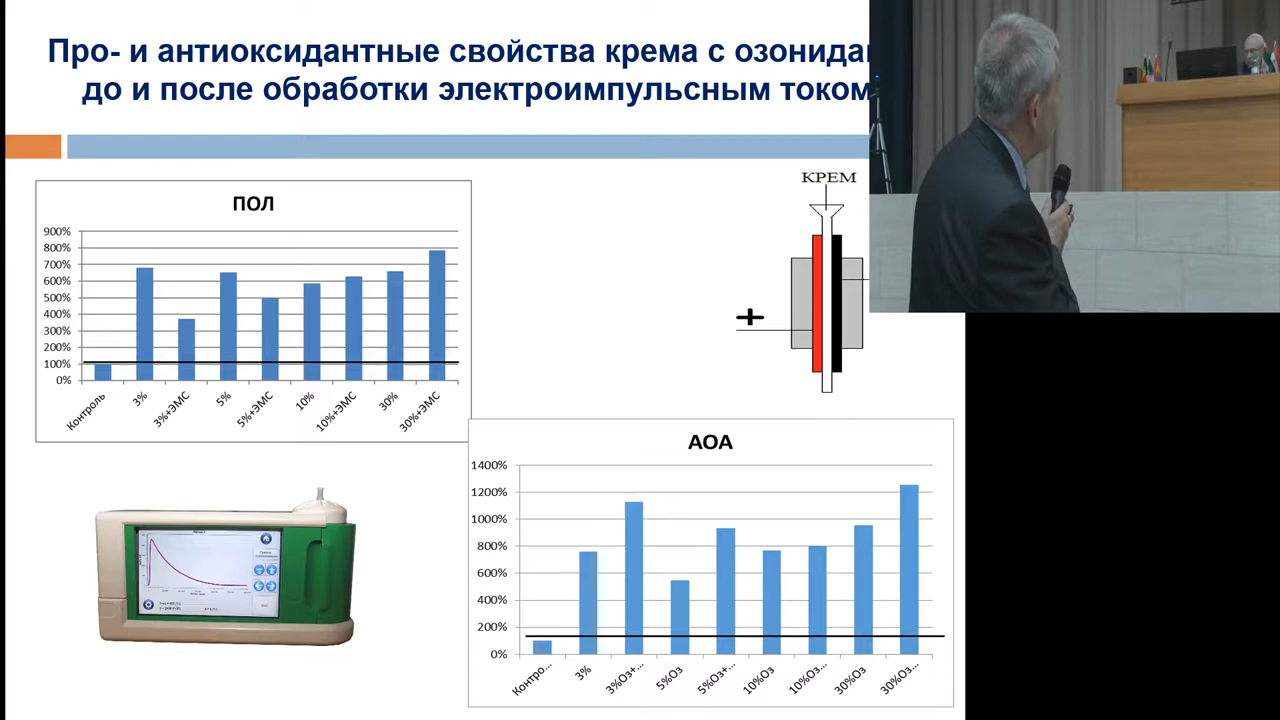 Про- и антиоксидантные свойства крема с озонида
до и после обработки электроимпульсным током
ПОЛ
900%
800%
700%
600%
500%
400%
300%
200%
100%
0%
Контроль
3%
3%+ЭМС
5%
5%+ЭМС
10%
10%+ЭМС
30%
30%+ЭМС
КРЕМ
+
АОА
1400%
1200%
1000%
800%
600%
400%
200%
0%
Контро...
3%
3%Оз+...
5%Оз
5%Оз+...
10%Оз
10%Оз...
30%Оз
30%Оз...